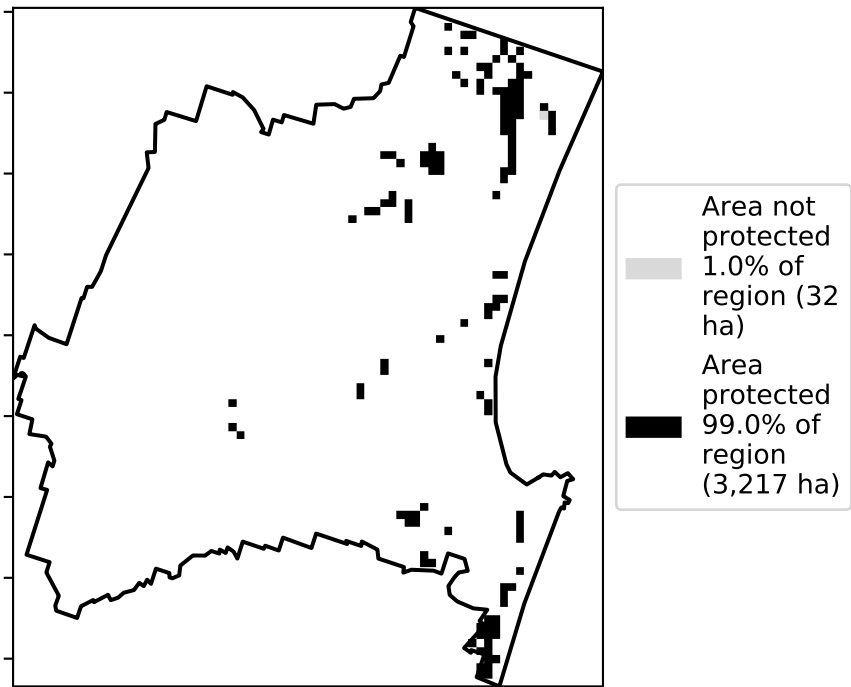 Area not
protected
1.0% of
region (32
ha)
Area
protected
99.0% of
region
(3,217 ha)